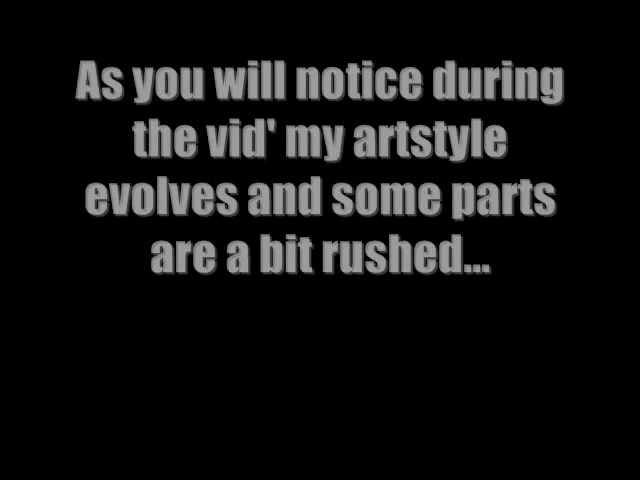 As you will notice during
the vid' my artstyle
evolves and some parts
are a bit rushed...